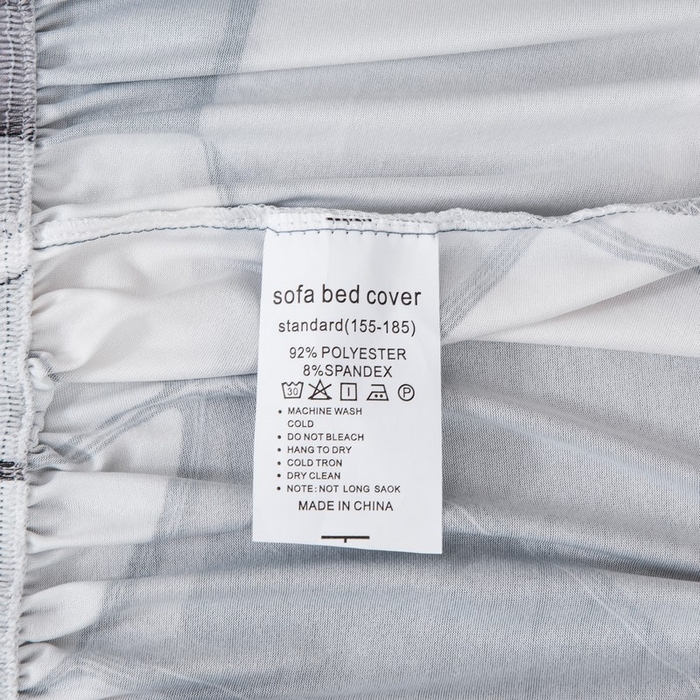 sofa bed cover
standard(155-185)
92% POLYESTER
8%SPANDEX
30 P
• MACHINE WASH
COLD
• DO NOT BLEACH
• HANG TO DRY
• COLD TRON
• DRY CLEAN
• NOTE: NOT LONG SAOK
MADE IN CHINA